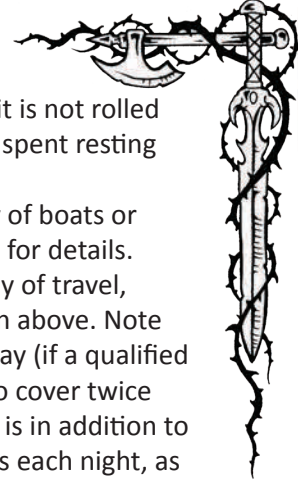 it is not rolled
spent resting
of boats or
for details.
y of travel,
n above. Note
ay (if a qualified
o cover twice
is in addition to
s each night, as